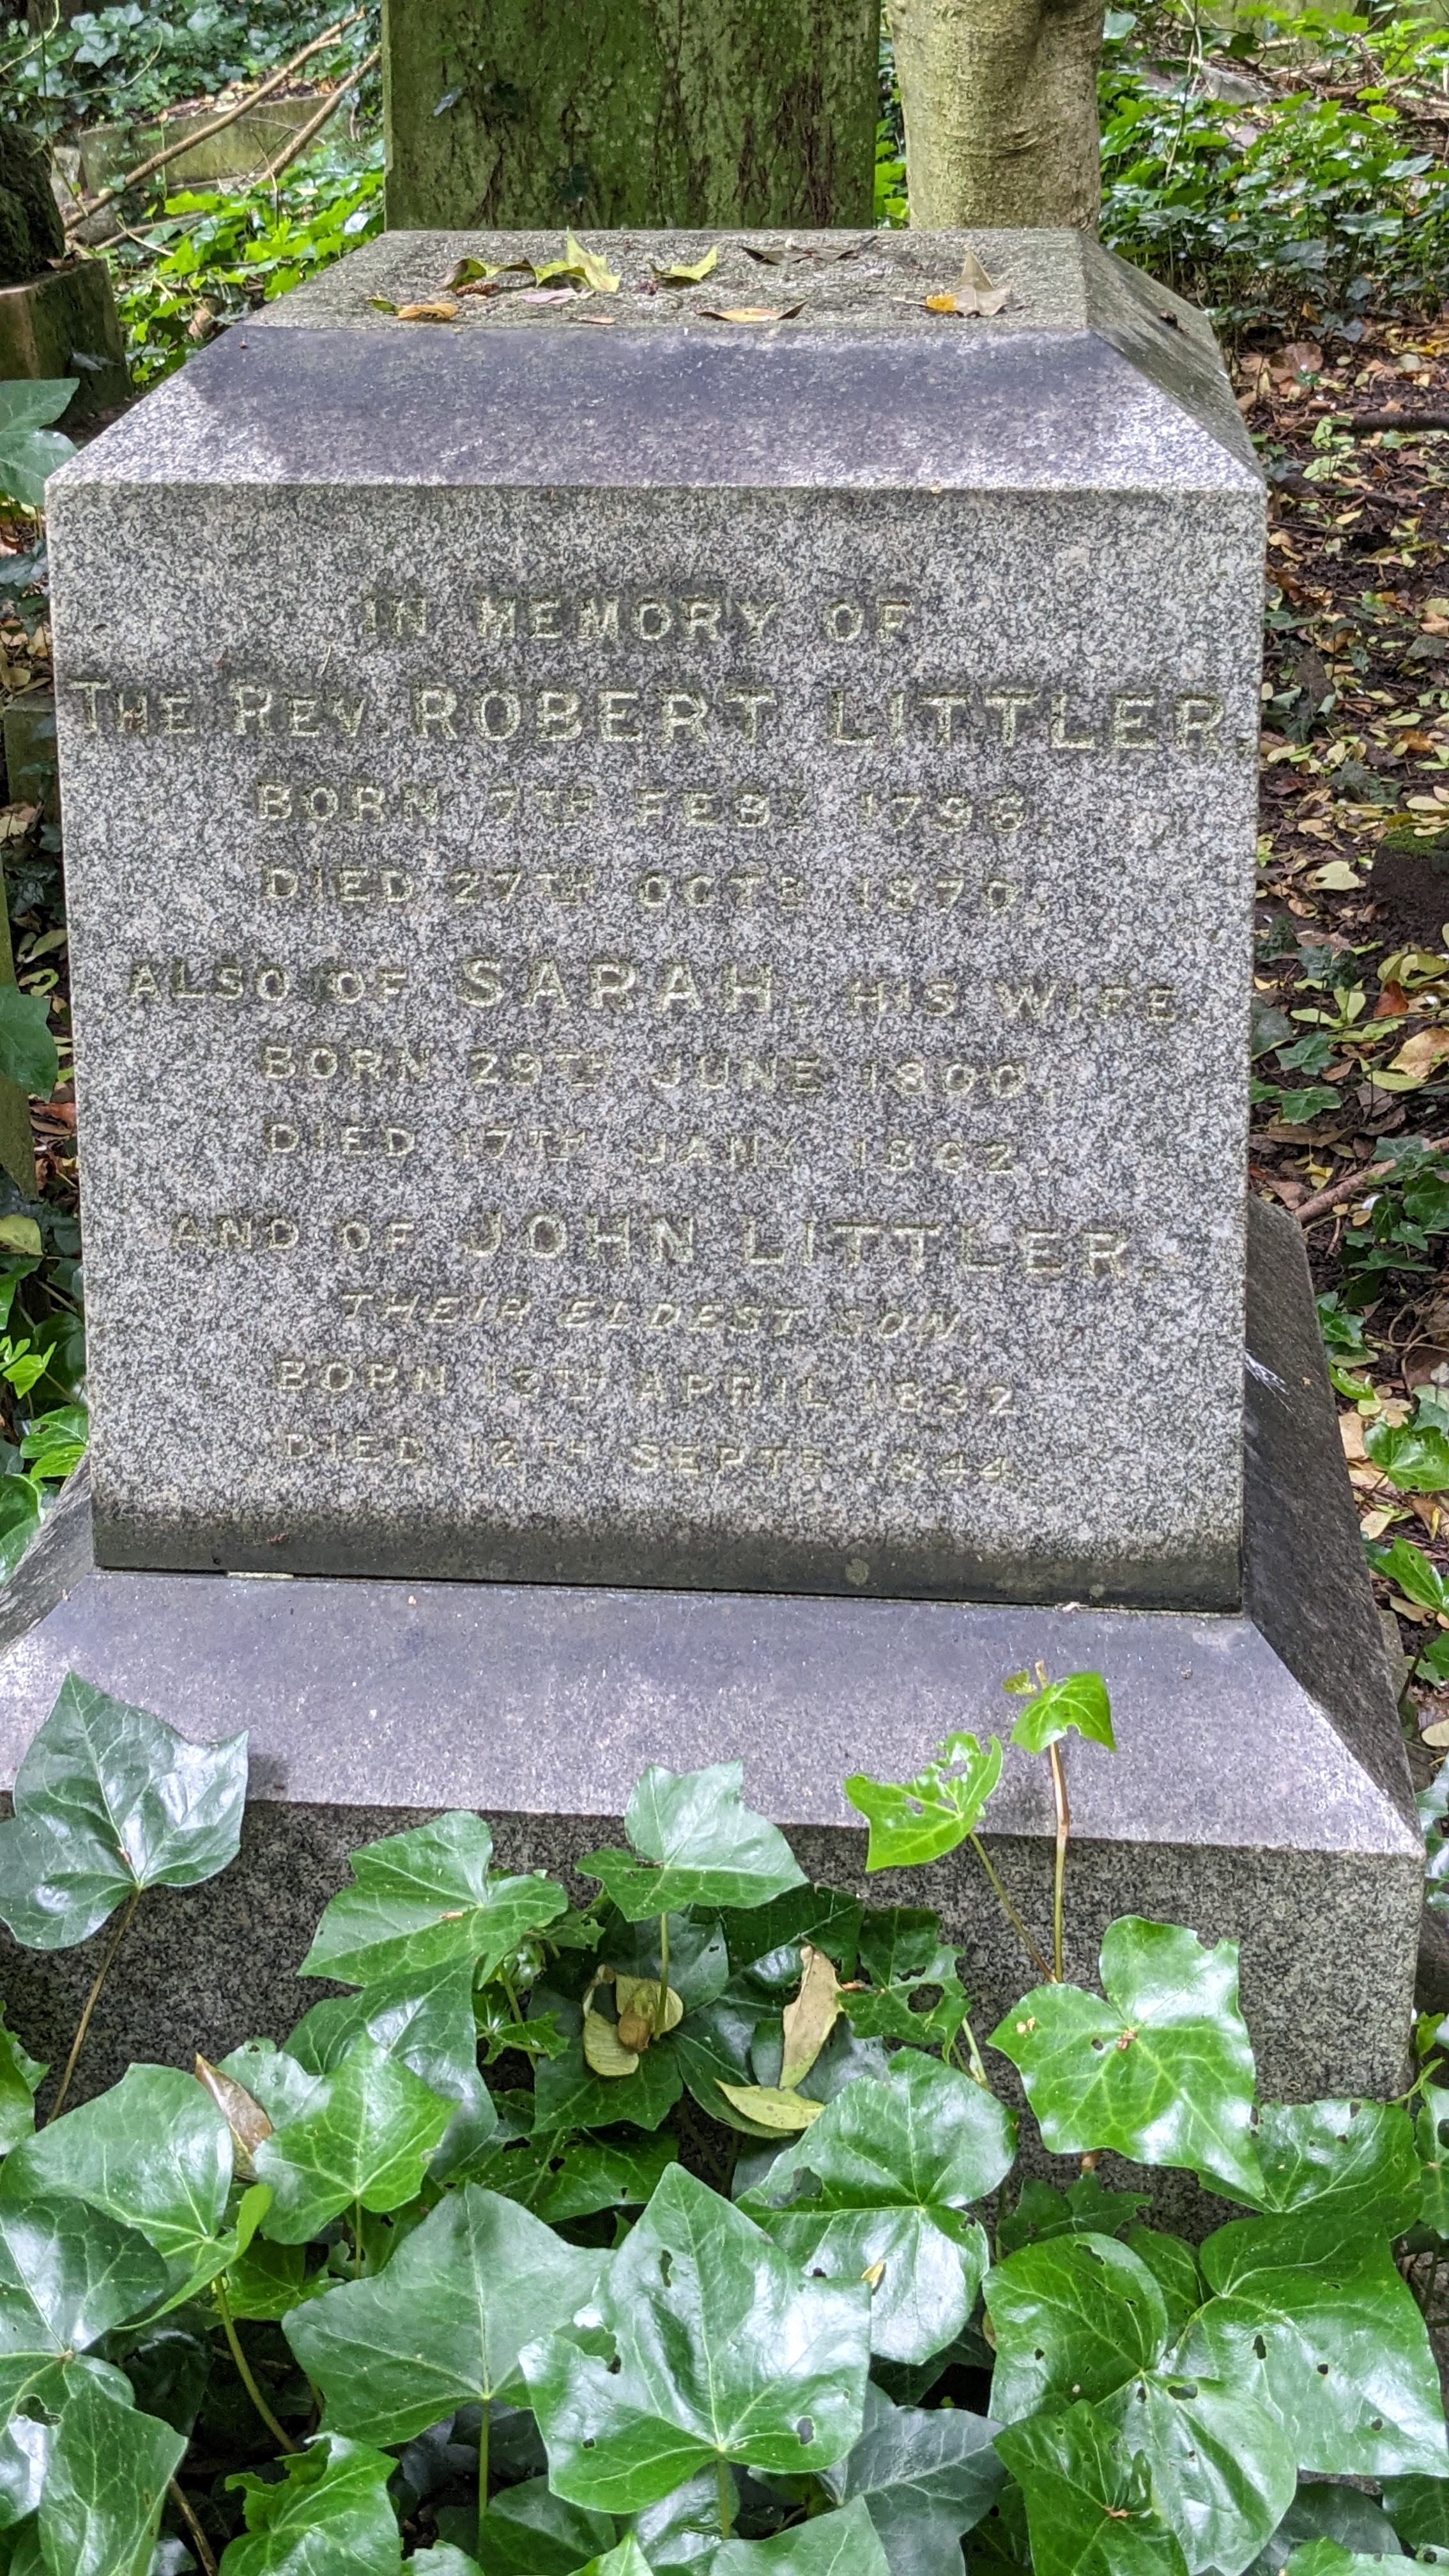 IN MEMORY OF
THE REV. ROBERT LITTLER,
BORN 7TH FEBY 1796,
DIED 27TH OCTR 1870.
ALSO OF SARAH, HIS WIFE,
BORN 29TH JUNE 1800,
DIED 17TH JANY 1862.
AND OF JOHN LITTLER,
THEIR ELDEST SON,
BORN APRIL 1832,
DIED 12TH SEPTR 1844.